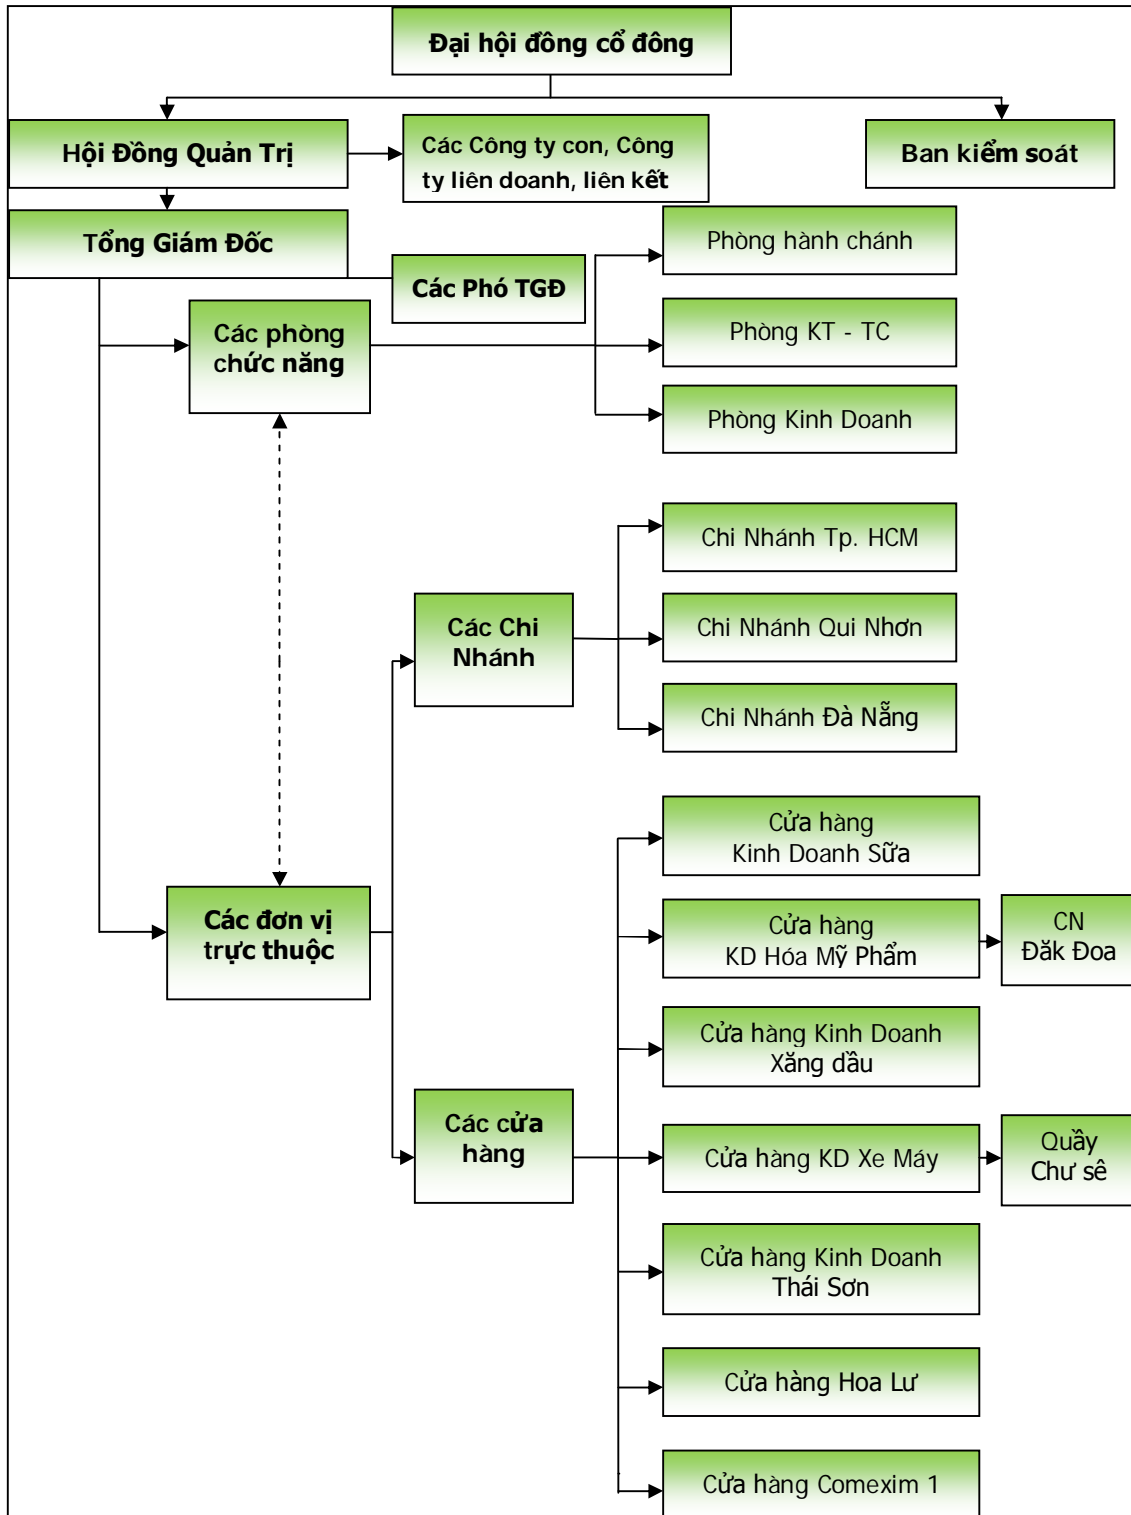 Đại hội đồng cổ đông
Hội Đồng Quản Trị
Các Công ty con, Công
ty liên doanh, liên kết
Ban kiểm soát
Tổng Giám Đốc
Các Phó TGĐ
Phòng hành chánh
Các phòng
chức năng
Phòng KT - TC
Phòng Kinh Doanh
Chi Nhánh Tp. HCM
Các Chi
Nhánh
Chi Nhánh Qui Nhơn
Chi Nhánh Đà Nẵng
Cửa hàng
Kinh Doanh Sữa
Các đơn vị
trực thuộc
Cửa hàng
KD Hóa Mỹ Phẩm
CN
Đăk Đoa
Cửa hàng Kinh Doanh
Xăng dầu
Các cửa
hàng
Cửa hàng KD Xe Máy
Quầy
Chư sê
Cửa hàng Kinh Doanh
Thái Sơn
Cửa hàng Hoa Lư
Cửa hàng Comexim 1